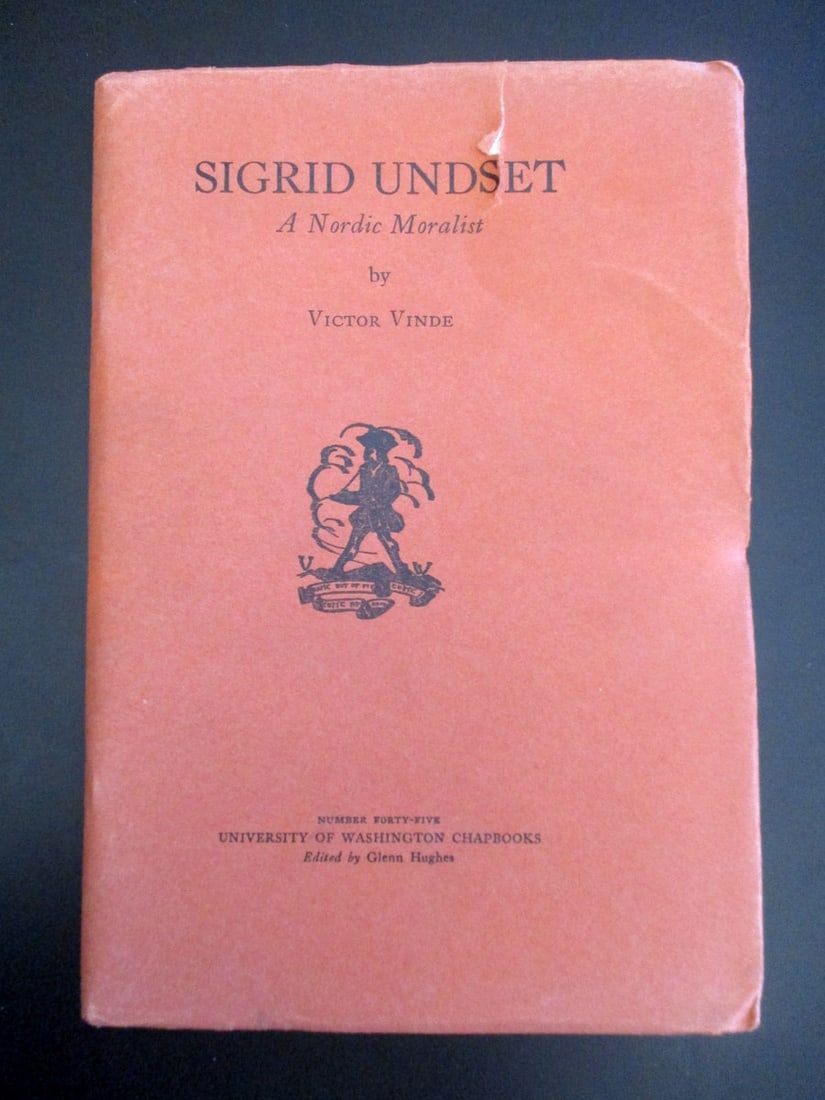 SIGRID UNDSET
A Nordic Moralist
by
VICTOR VINDE
U W
NUMBER FORTY-FIVE
UNIVERSITY OF WASHINGTON CHAPBOOKS
Edited by Glenn Hughes